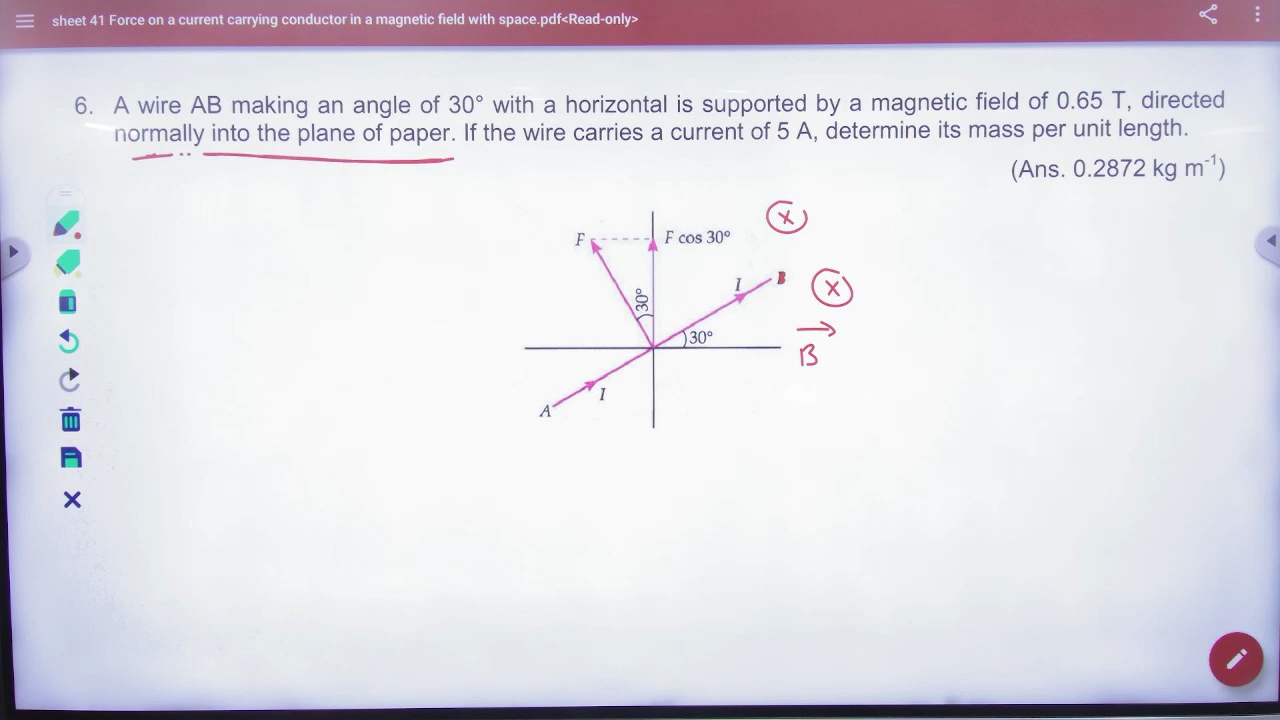 sheet 41 Force on a current carrying conductor in a magnetic field with space.pdf<Read-only>
6. A wire AB making an angle of 30° with a horizontal is supported by a magnetic field of 0.65 T, directed
normally into the plane of paper. If the wire carries a current of 5 A, determine its mass per unit length.
(Ans. 0.2872 kg m⁻¹)
F
F cos 30°
X
30°
I
B
X
30°
B
I
A